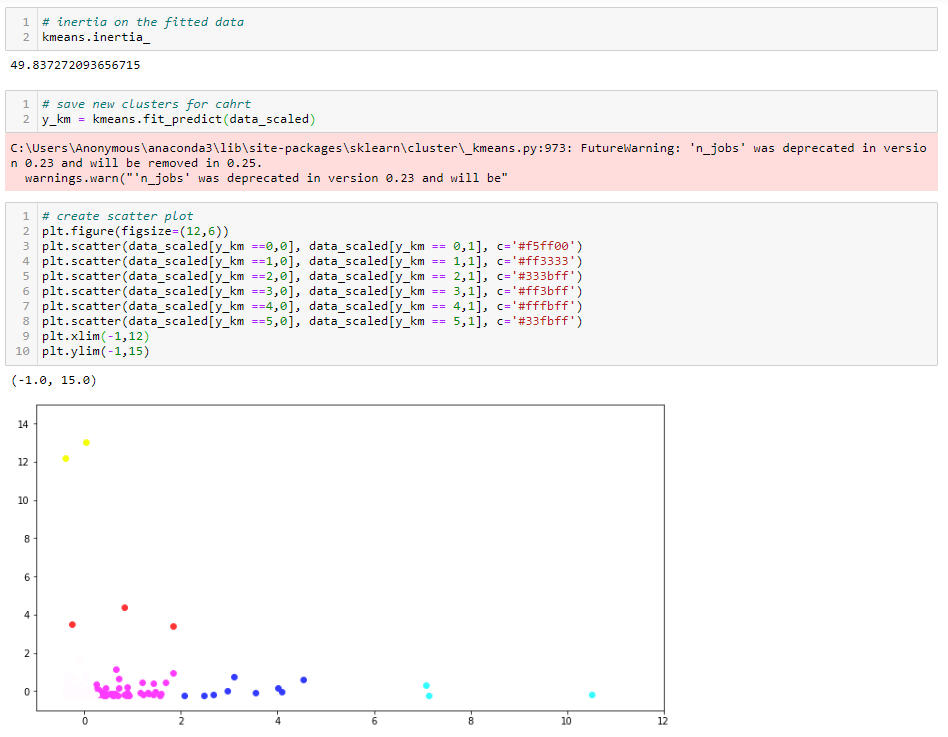 1 # inertia on the fitted data
2 kmeans.inertia_
49.837272093656715
1 # save new clusters for cahrt
2 y_km = kmeans.fit_predict(data_scaled)
C:\Users\Anonymous\anaconda3\lib\site-packages\sklearn\cluster\_kmeans.py:973: FutureWarning: 'n_jobs' was deprecated in versio
n 0.23 and will be removed in 0.25.
  warnings.warn("'n_jobs' was deprecated in version 0.23 and will be"
1 # create scatter plot
2 plt.figure(figsize=(12,6))
3 plt.scatter(data_scaled[y_km ==0,0], data_scaled[y_km == 0,1], c='#f5ff00')
4 plt.scatter(data_scaled[y_km ==1,0], data_scaled[y_km == 1,1], c='#ff3333')
5 plt.scatter(data_scaled[y_km ==2,0], data_scaled[y_km == 2,1], c='#333bff')
6 plt.scatter(data_scaled[y_km ==3,0], data_scaled[y_km == 3,1], c='#ff3bff')
7 plt.scatter(data_scaled[y_km ==4,0], data_scaled[y_km == 4,1], c='#fffbff')
8 plt.scatter(data_scaled[y_km ==5,0], data_scaled[y_km == 5,1], c='#33fbff')
9 plt.xlim(-1,12)
10 plt.ylim(-1,15)
(-1.0, 15.0)
14
12
10
8
6
4
2
0
0 2 4 6 8 10 12